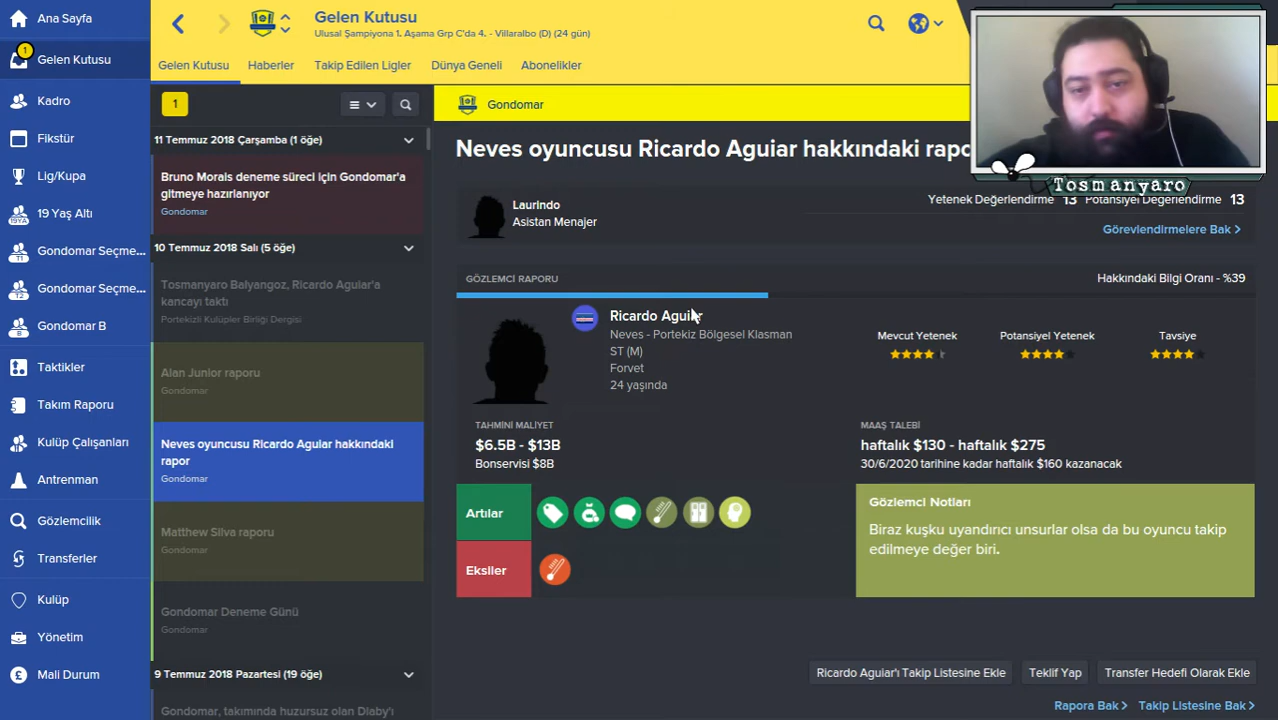 Ana Sayfa
1
Gelen Kutusu
Kadro
Fikstür
Lig/Kupa
19 Yaş Altı
Gondomar Seçme...
Gondomar Seçme...
Gondomar B
Taktikler
Takım Raporu
Kulüp Çalışanları
Antrenman
Gözlemcilik
Transferler
Kulüp
Yönetim
Mali Durum
Gelen Kutusu
Ulusal Şampiyona 1. Aşama Grp C'da 4. - Villaralbo (D) (24 gün)
Gelen Kutusu
Haberler
Takip Edilen Ligler
Dünya Geneli
Abonelikler
1
11 Temmuz 2018 Çarşamba (1 öğe)
Bruno Morais deneme süreci için Gondomar'a
gitmeye hazırlanıyor
Gondomar
10 Temmuz 2018 Salı (5 öğe)
Tosmanyaro Balyangoz, Ricardo Aguiar'a
kancayı taktı
Portekizli Kulüpler Birliği Dergisi
Alan Junior raporu
Gondomar
Neves oyuncusu Ricardo Aguiar hakkındaki
rapor
Gondomar
Matthew Silva raporu
Gondomar
Gondomar Deneme Günü
Gondomar
9 Temmuz 2018 Pazartesi (19 öğe)
Gondomar, takımında huzursuz olan Diaby'ı
Gondomar
Neves oyuncusu Ricardo Aguiar hakkındaki rapo
Tosmanyaro
Laurindo
Asistan Menajer
Yetenek Değerlendirme 13 Potansiyel Değerlendirme 13
Görevlendirmelere Bak >
GÖZLEMCİ RAPORU
Hakkındaki Bilgi Oranı - %39
Ricardo Aguiar
Neves - Portekiz Bölgesel Klasman
ST (M)
Forvet
24 yaşında
Mevcut Yetenek
Potansiyel Yetenek
Tavsiye
TAHMİNİ MALİYET
$6.5B - $13B
Bonservisi $8B
MAAŞ TALEBİ
haftalık $130 - haftalık $275
30/6/2020 tarihine kadar haftalık $160 kazanacak
Artılar
Eksiler
Gözlemci Notları
Biraz kuşku uyandırıcı unsurlar olsa da bu oyuncu takip
edilmeye değer biri.
Ricardo Aguiar'ı Takip Listesine Ekle
Teklif Yap
Transfer Hedefi Olarak Ekle
Rapora Bak >
Takip Listesine Bak >